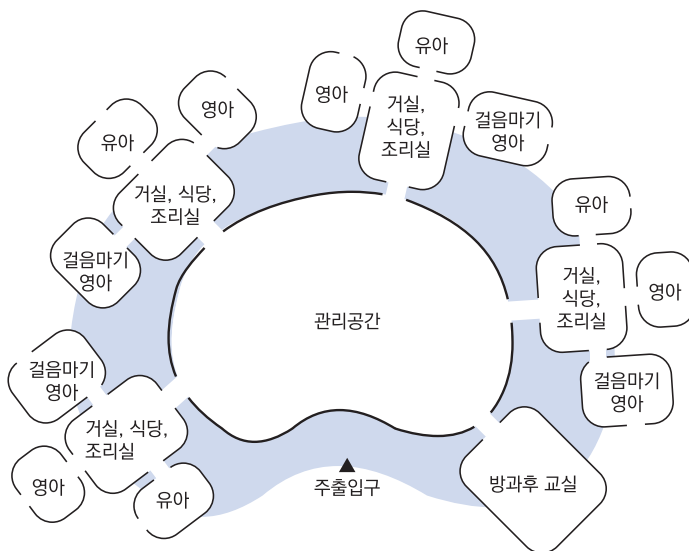 유아
영아
거실,
식당,
조리실
걸음마기
영아
영아
유아
거실, 식당,
조리실
걸음마기
영아
유아
거실,
식당,
조리실
영아
걸음마기
영아
관리공간
걸음마기
영아
거실, 식당,
조리실
영아
유아
방과후 교실
주출입구